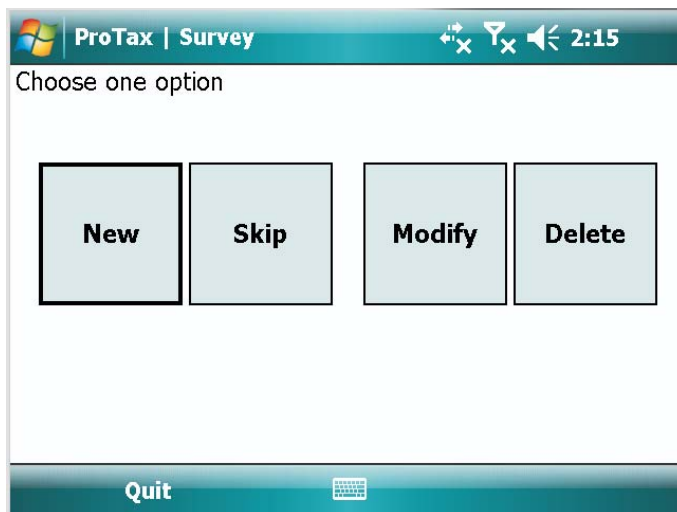 ProTax | Survey 2:15
Choose one option
New Skip Modify Delete
Quit